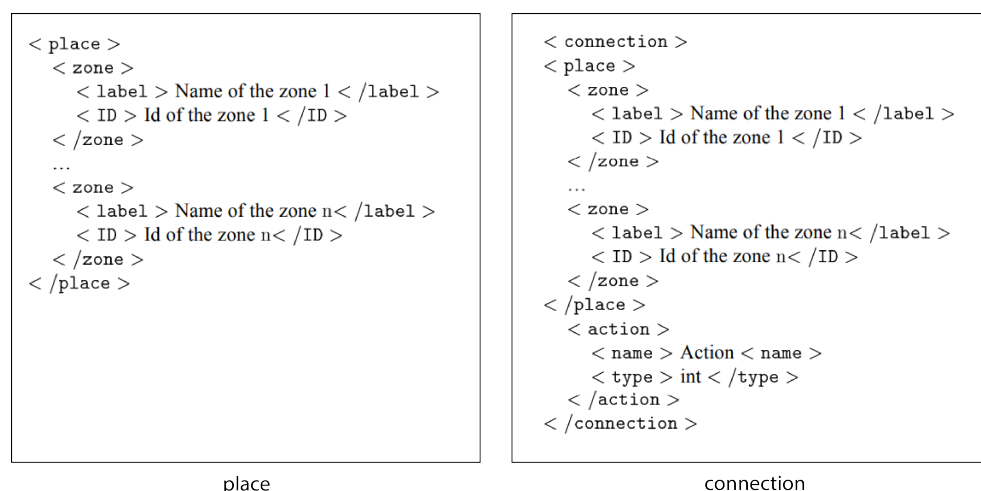 < place >
< zone >
< label > Name of the zone 1 < /label >
< ID > Id of the zone 1 < /ID >
< /zone >
...
< zone >
< label > Name of the zone n< /label >
< ID > Id of the zone n< /ID >
< /zone >
< /place >
place
< connection >
< place >
< zone >
< label > Name of the zone 1 < /label >
< ID > Id of the zone 1 < /ID >
< /zone >
...
< zone >
< label > Name of the zone n< /label >
< ID > Id of the zone n< /ID >
< /zone >
< /place >
< action >
< name > Action < name >
< type > int < /type >
< /action >
< /connection >
connection